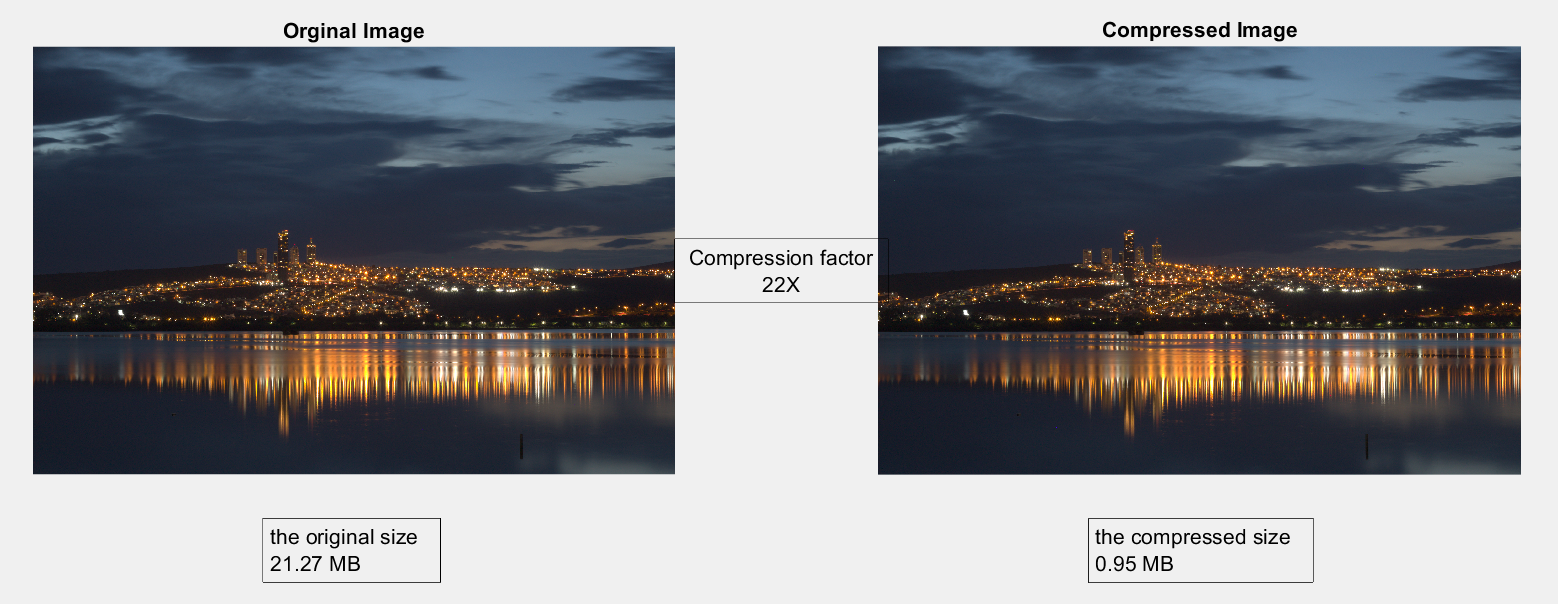 Orginal Image
Compressed Image
Compression factor
22X
the original size
21.27 MB
the compressed size
0.95 MB